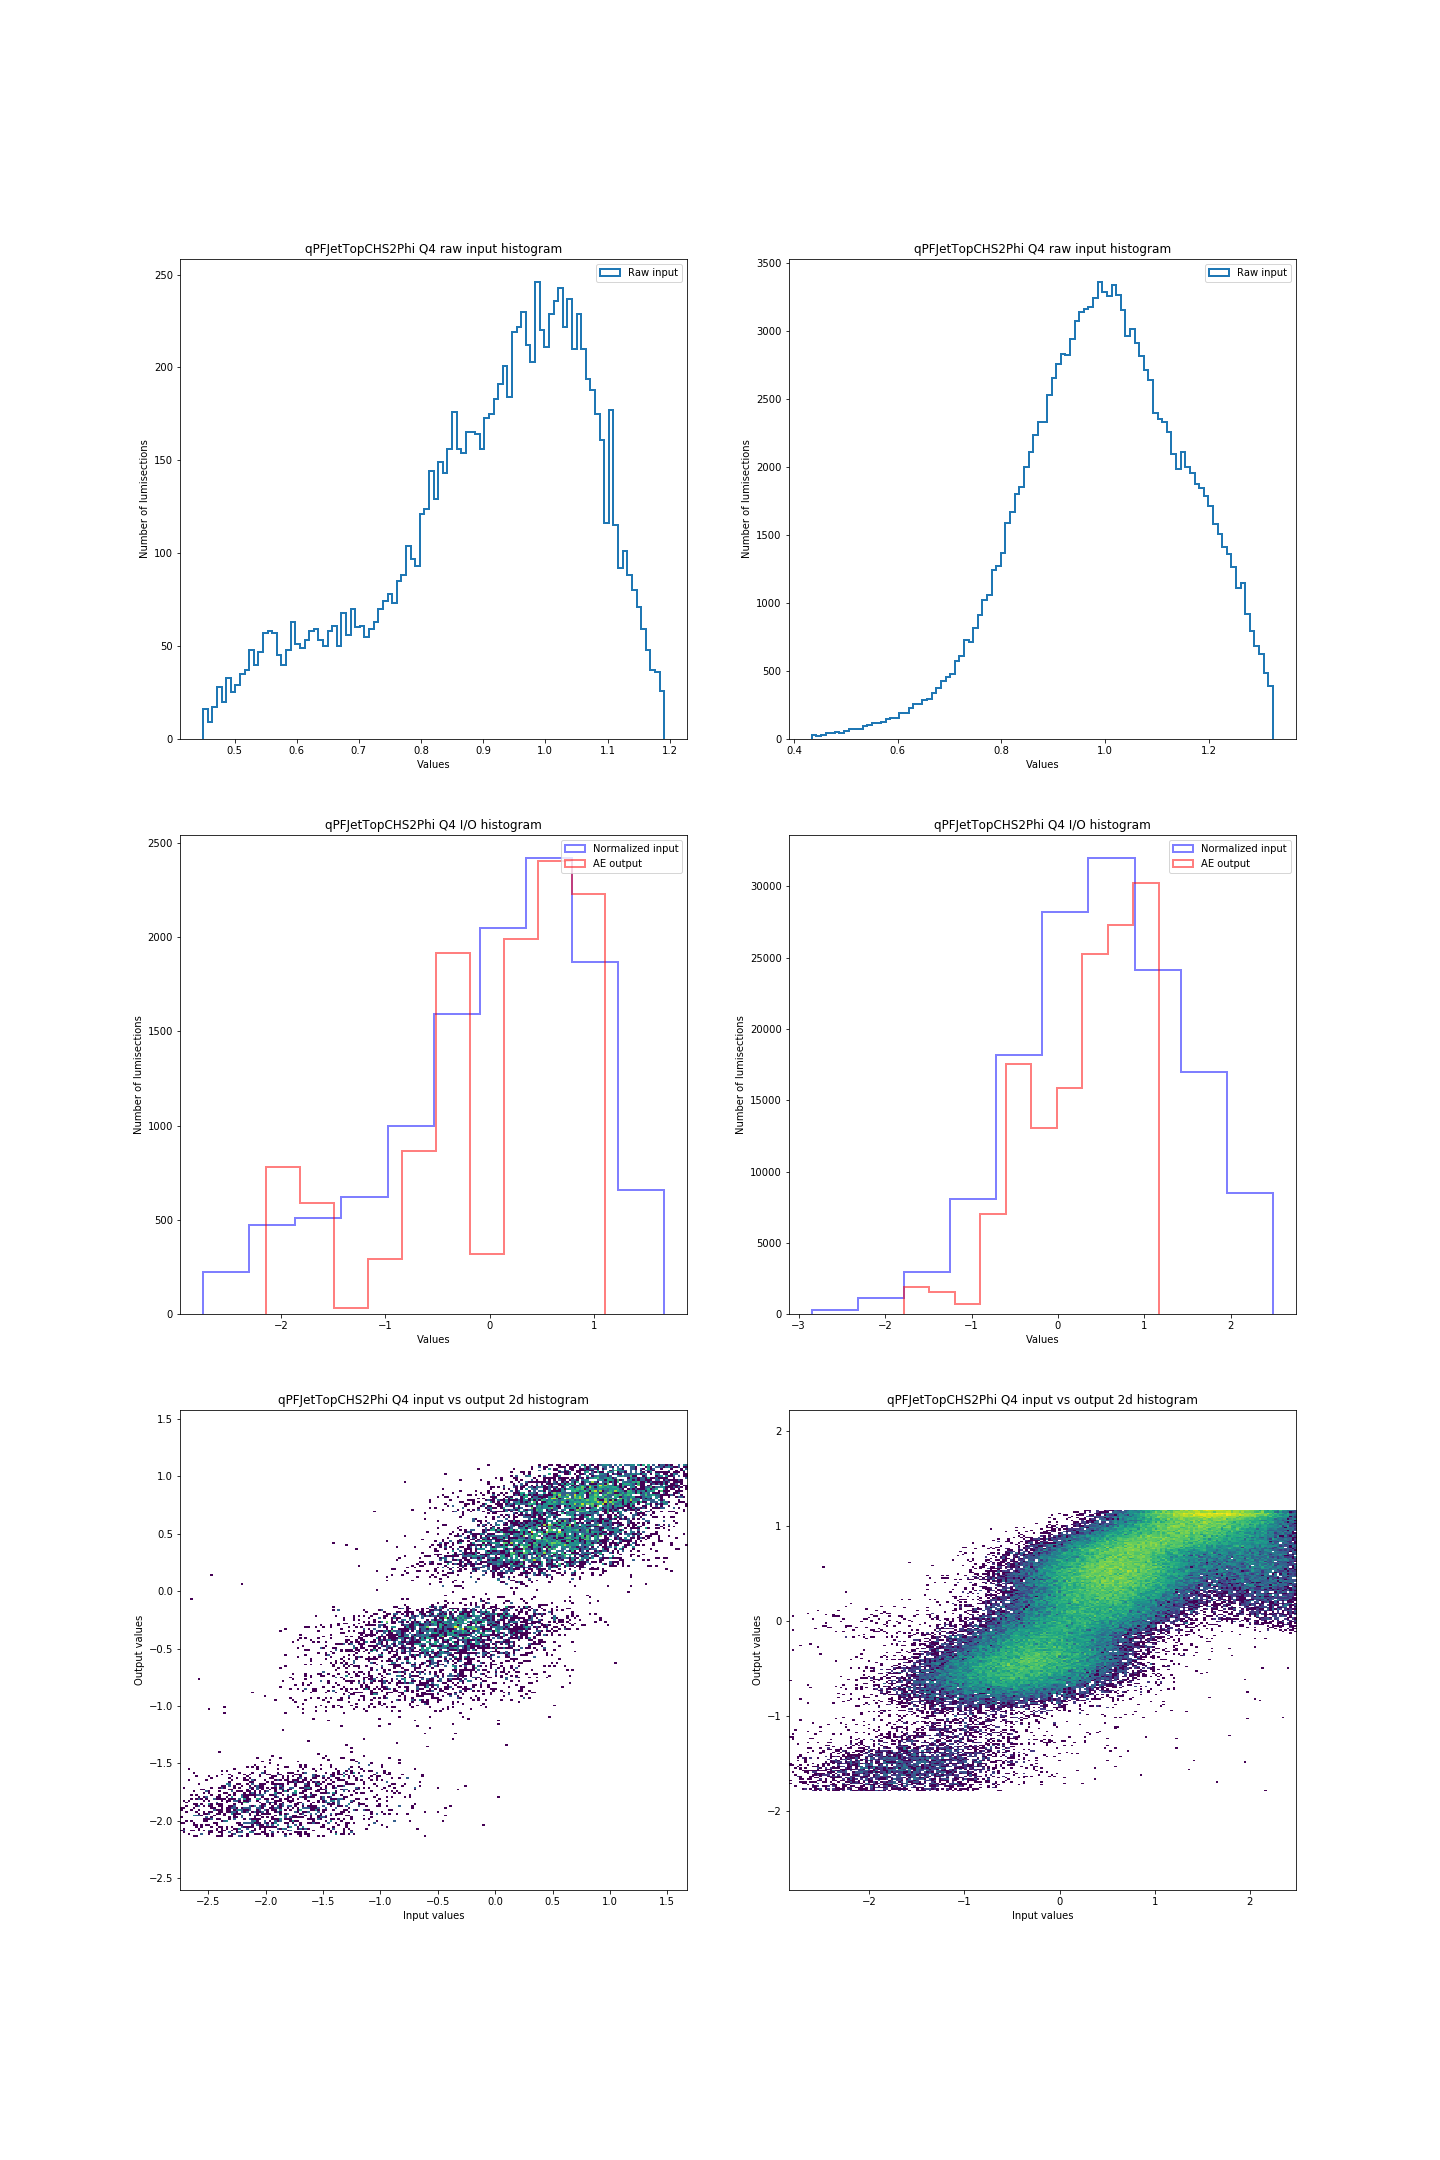 qPFJetTopCHS2Phi Q4 raw input histogram
Raw input
250
200
150
100
50
0
Number of lumisections
0.5 0.6 0.7 0.8 0.9 1.0 1.1 1.2
Values
qPFJetTopCHS2Phi Q4 raw input histogram
Raw input
3500
3000
2500
2000
1500
1000
500
0
Number of lumisections
0.4 0.6 0.8 1.0 1.2
Values
qPFJetTopCHS2Phi Q4 I/O histogram
Normalized input
AE output
2500
2000
1500
1000
500
0
Number of lumisections
−2 −1 0 1
Values
qPFJetTopCHS2Phi Q4 I/O histogram
Normalized input
AE output
30000
25000
20000
15000
10000
5000
0
Number of lumisections
−3 −2 −1 0 1 2
Values
qPFJetTopCHS2Phi Q4 input vs output 2d histogram
1.5
1.0
0.5
0.0
−0.5
−1.0
−1.5
−2.0
−2.5
Output values
−2.5 −2.0 −1.5 −1.0 −0.5 0.0 0.5 1.0 1.5
Input values
qPFJetTopCHS2Phi Q4 input vs output 2d histogram
2
1
0
−1
−2
Output values
−2 −1 0 1 2
Input values